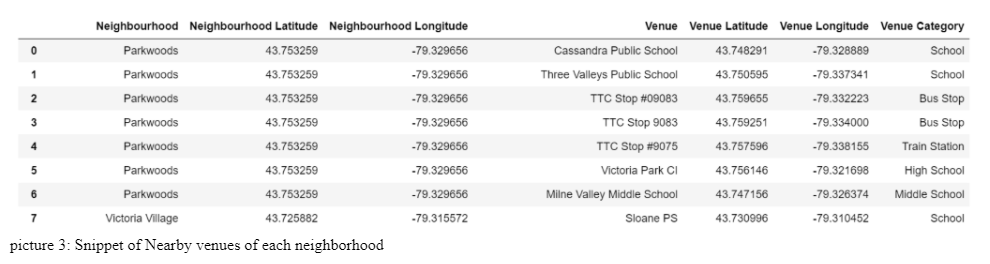 Neighbourhood Neighbourhood Latitude Neighbourhood Longitude Venue Venue Latitude Venue Longitude Venue Category
0 Parkwoods 43.753259 -79.329656 Cassandra Public School 43.748291 -79.328889 School
1 Parkwoods 43.753259 -79.329656 Three Valleys Public School 43.750595 -79.337341 School
2 Parkwoods 43.753259 -79.329656 TTC Stop #09083 43.759655 -79.332223 Bus Stop
3 Parkwoods 43.753259 -79.329656 TTC Stop 9083 43.759251 -79.334000 Bus Stop
4 Parkwoods 43.753259 -79.329656 TTC Stop #9075 43.757596 -79.338155 Train Station
5 Parkwoods 43.753259 -79.329656 Victoria Park CI 43.756146 -79.321698 High School
6 Parkwoods 43.753259 -79.329656 Milne Valley Middle School 43.747156 -79.326374 Middle School
7 Victoria Village 43.725882 -79.315572 Sloane PS 43.730996 -79.310452 School
picture 3: Snippet of Nearby venues of each neighborhood